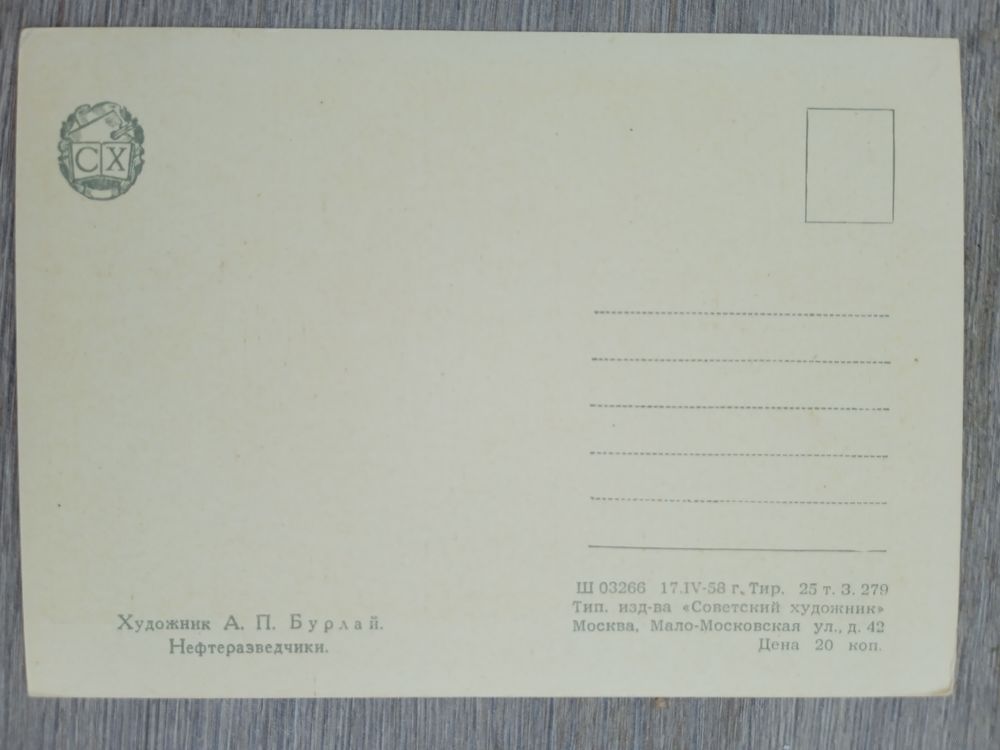 СХ
Художник А. П. Бурлай.
Нефтеразведчики.
Ш 03266 17.IV-58 г. Тир. 25 т. З. 279
Тип. изд-ва «Советский художник»
Москва, Мало-Московская ул., д. 42
Цена 20 коп.